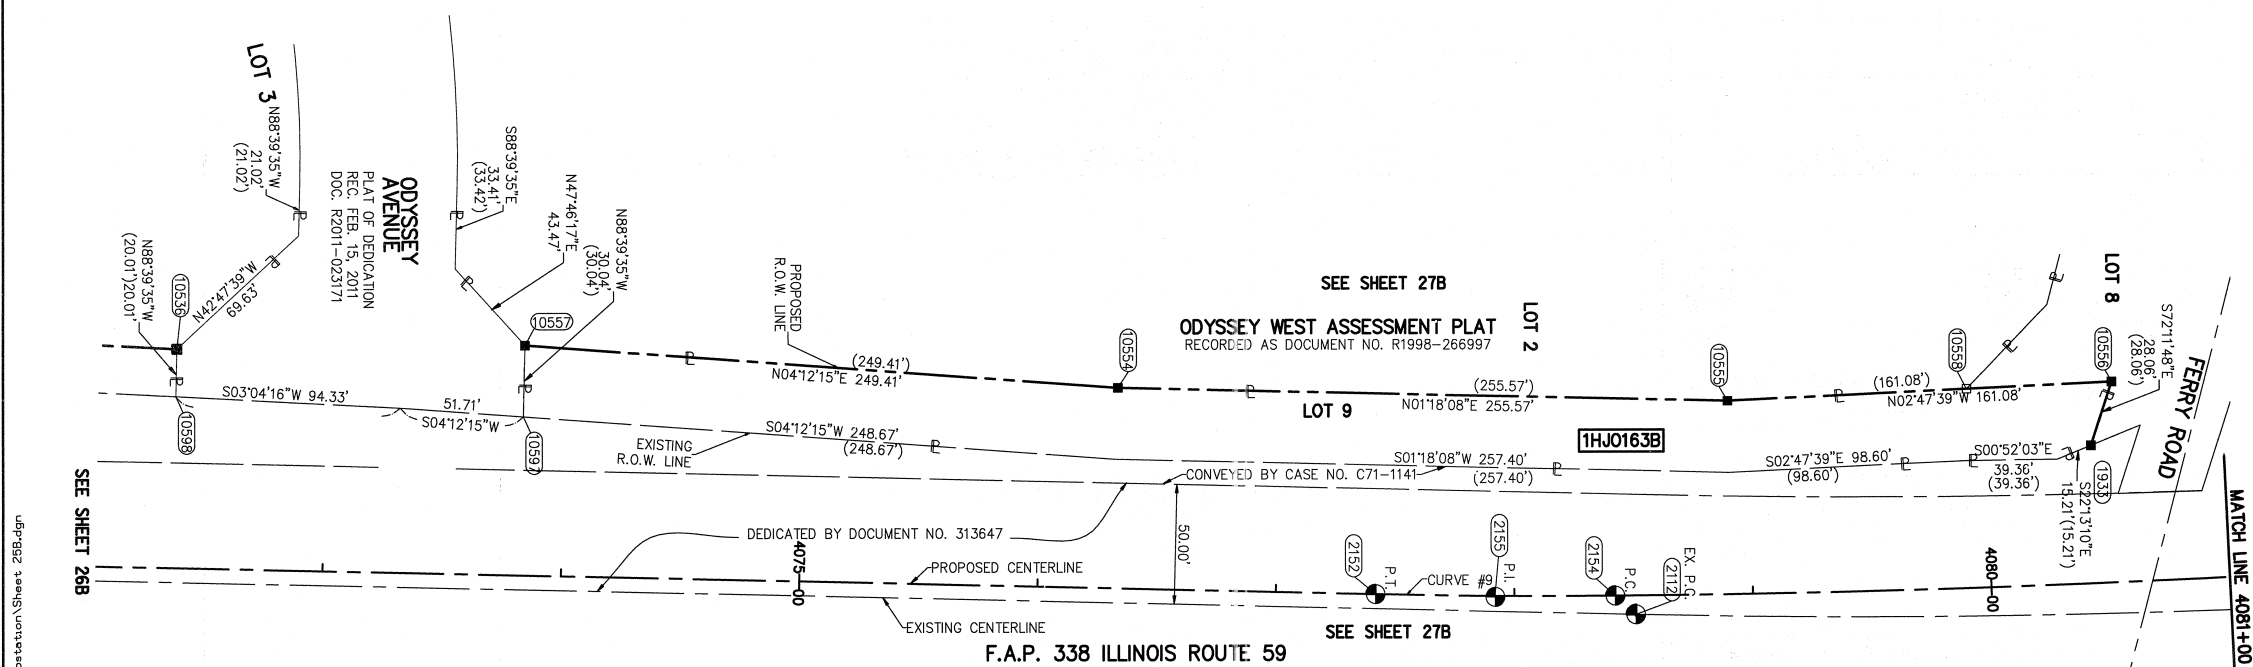 LOT 3
N88°39'35"W
21.02'
(21.02')
ODYSSEY
AVENUE
PLAT OF DEDICATION
REC. FEB. 15, 2011
DOC. R2011-023171
S88°39'35"E
33.41'
(33.42')
N47°46'17"E
43.47'
N88°39'35"W
30.04'
(30.04')
N88°39'35"W
(20.01')20.01'
10536
N42°47'39"W
69.63'
10557
PROPOSED
R.O.W. LINE
(249.41')
N04°12'15"E 249.41'
10554
SEE SHEET 27B
ODYSSEY WEST ASSESSMENT PLAT
RECORDED AS DOCUMENT NO. R1998-266997
LOT 2
(255.57')
N01°18'08"E 255.57'
LOT 9
10555
1HJ0163B
(161.08')
N02°47'39"W 161.08'
10558
LOT 8
10556
S72°11'48"E
28.06'
(28.06')
FERRY ROAD
S03°04'16"W 94.33'
10598
51.71'
S04°12'15"W
10597
S04°12'15"W 248.67'
(248.67')
EXISTING
R.O.W. LINE
S01°18'08"W 257.40'
(257.40')
CONVEYED BY CASE NO. C71-1141
S02°47'39"E 98.60'
(98.60')
S00°52'03"E
39.36'
(39.36')
1933
S22°13'10"E
15.21'(15.21')
MATCH LINE 4081+00
SEE SHEET 26B
DEDICATED BY DOCUMENT NO. 313647
50.00'
4075+00
PROPOSED CENTERLINE
EXISTING CENTERLINE
2152
P.T.
CURVE #9
2155
P.I.
2154
P.C.
2112
EX. P.C.
4080+00
SEE SHEET 27B
F.A.P. 338 ILLINOIS ROUTE 59
ostation\Sheet 25B.dgn